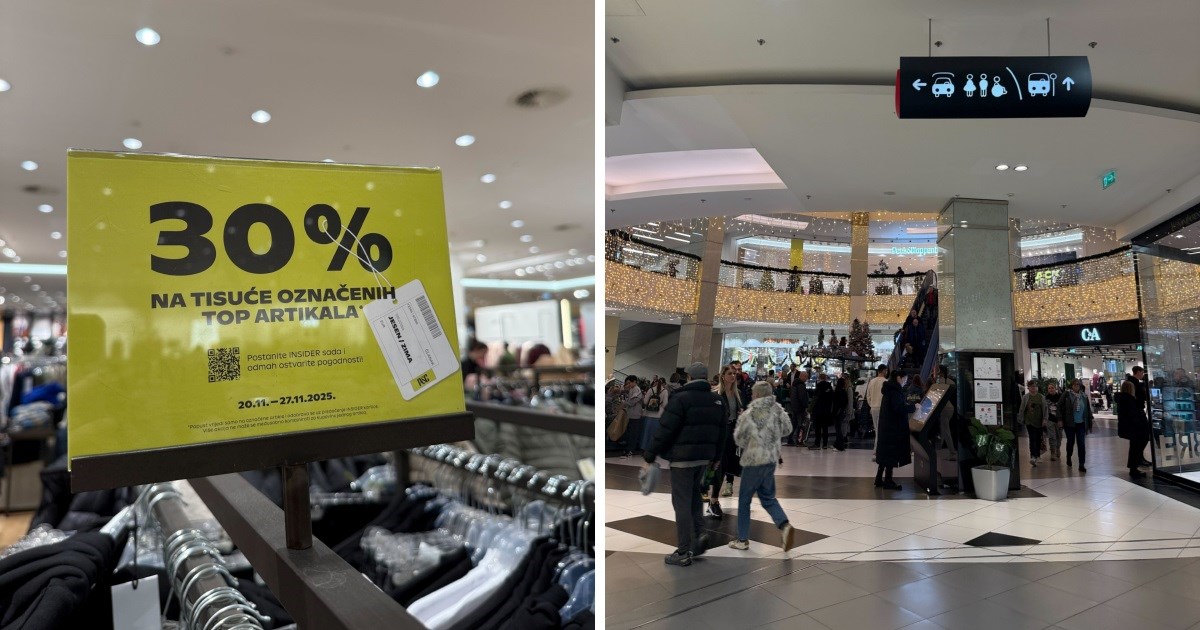 30%
NA TISUĆE OZNAČENIH
TOP ARTIKALA*
Postanite INSIDER sada i
odmah ostvarite pogodnosti!
20.11.–27.11.2025.
JESEN / ZIMA
P&C
C&A